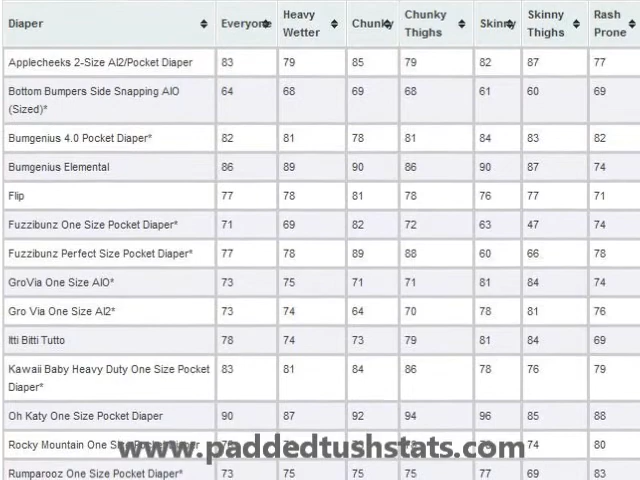 Diaper Everyone Heavy Wetter Chunky Chunky Thighs Skinny Skinny Thighs Rash Prone
Applecheeks 2-Size AI2/Pocket Diaper 83 79 85 79 82 87 77
Bottom Bumpers Side Snapping AIO (Sized)* 64 68 69 68 61 60 69
Bumgenius 4.0 Pocket Diaper* 82 81 78 81 84 83 82
Bumgenius Elemental 86 89 90 86 90 87 74
Flip 77 78 81 78 76 77 71
Fuzzibunz One Size Pocket Diaper* 71 69 82 72 63 47 74
Fuzzibunz Perfect Size Pocket Diaper* 77 78 89 88 60 66 78
GroVia One Size AIO* 73 75 71 71 81 84 74
Gro Via One Size AI2* 73 74 64 70 78 81 76
Itti Bitti Tutto 78 74 73 79 81 84 69
Kawaii Baby Heavy Duty One Size Pocket Diaper* 83 81 84 86 78 76 79
Oh Katy One Size Pocket Diaper 90 87 92 94 96 85 88
Rocky Mountain One Size Pocket Diaper 74 80
www.paddedtushstats.com
Rumparooz One Size Pocket Diaper* 73 75 75 75 77 69 83